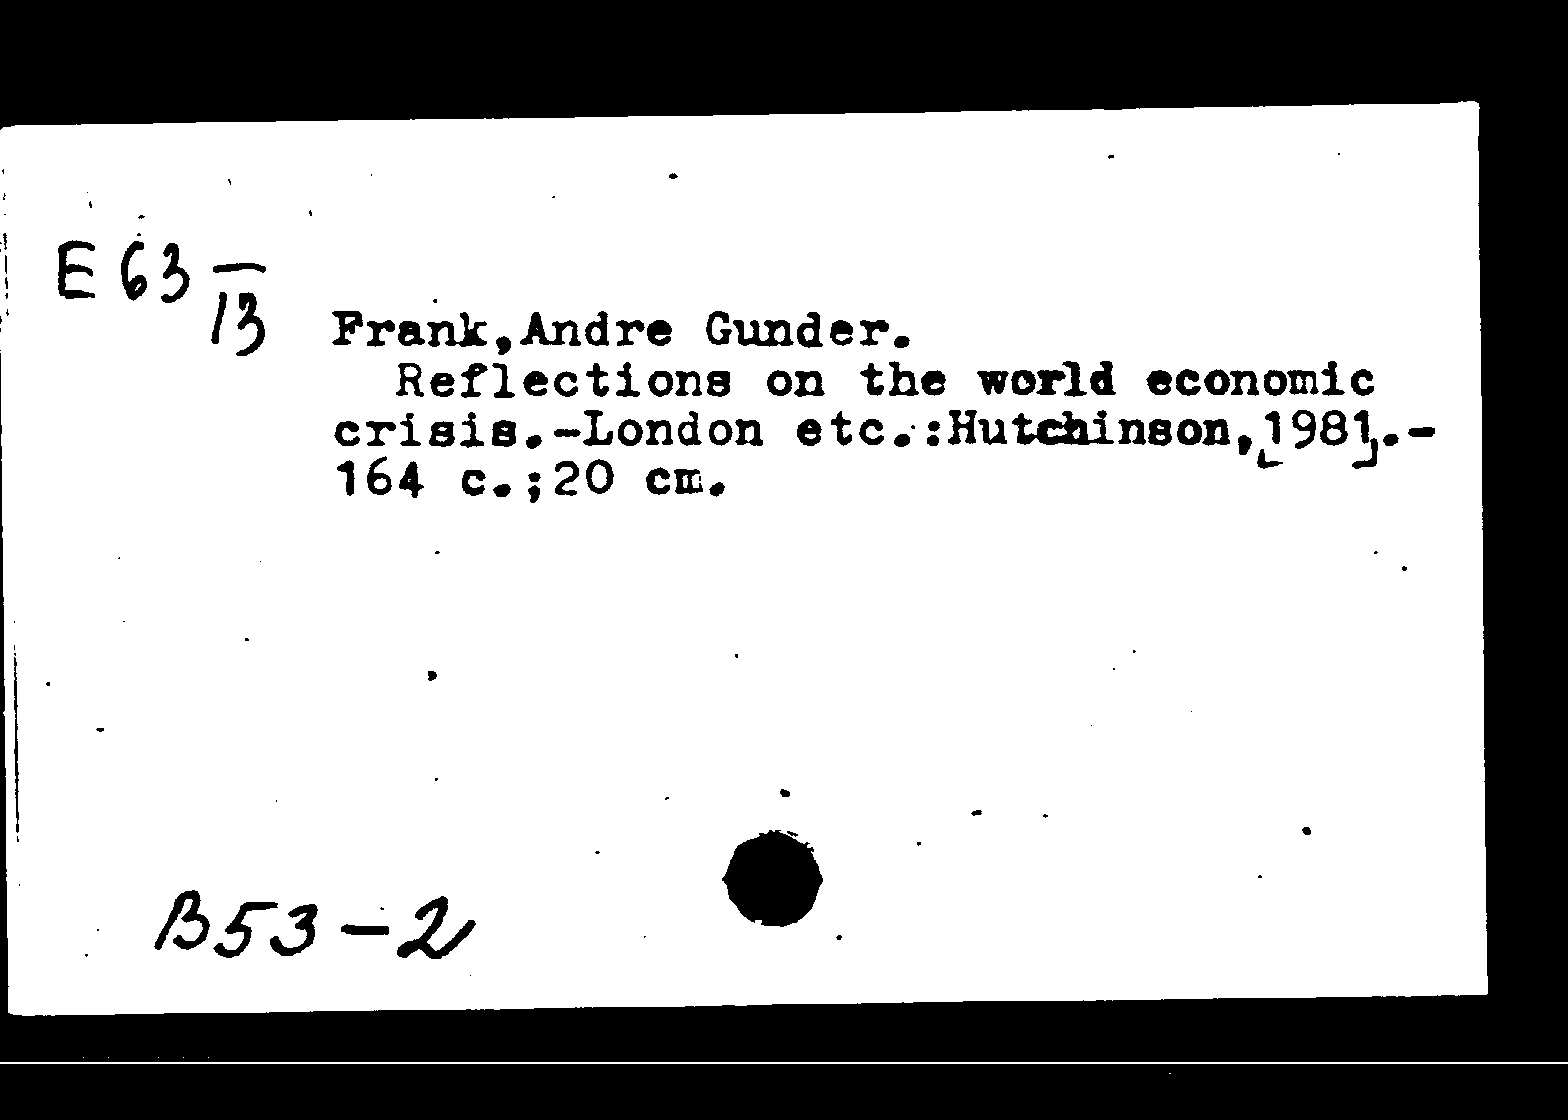 E 63 —
13
Frank,Andre Gunder.
Reflections on the world economic
crisis.-London etc.:Hutchinson,[1981].-
164 c.;20 cm.
B53-2